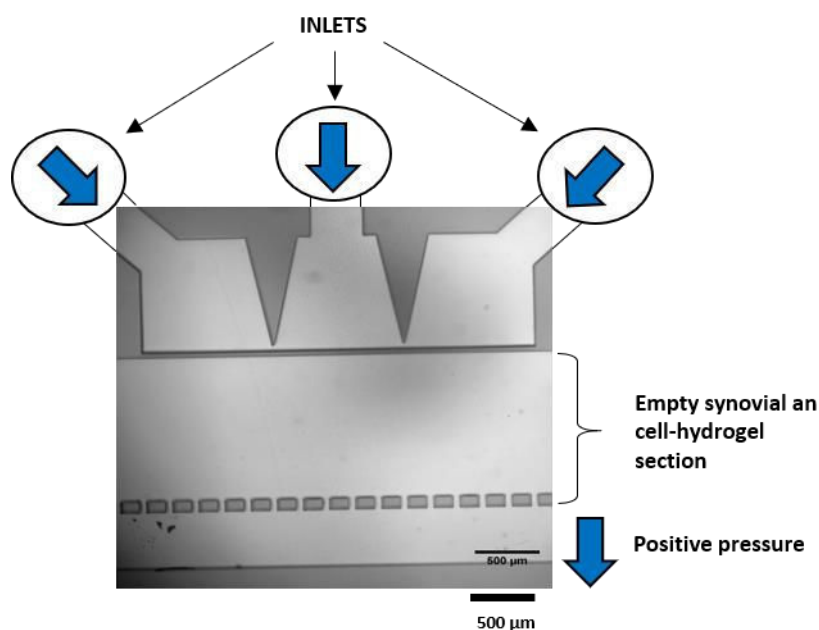 INLETS
Empty synovial an
cell-hydrogel
section
Positive pressure
500 µm
500 µm